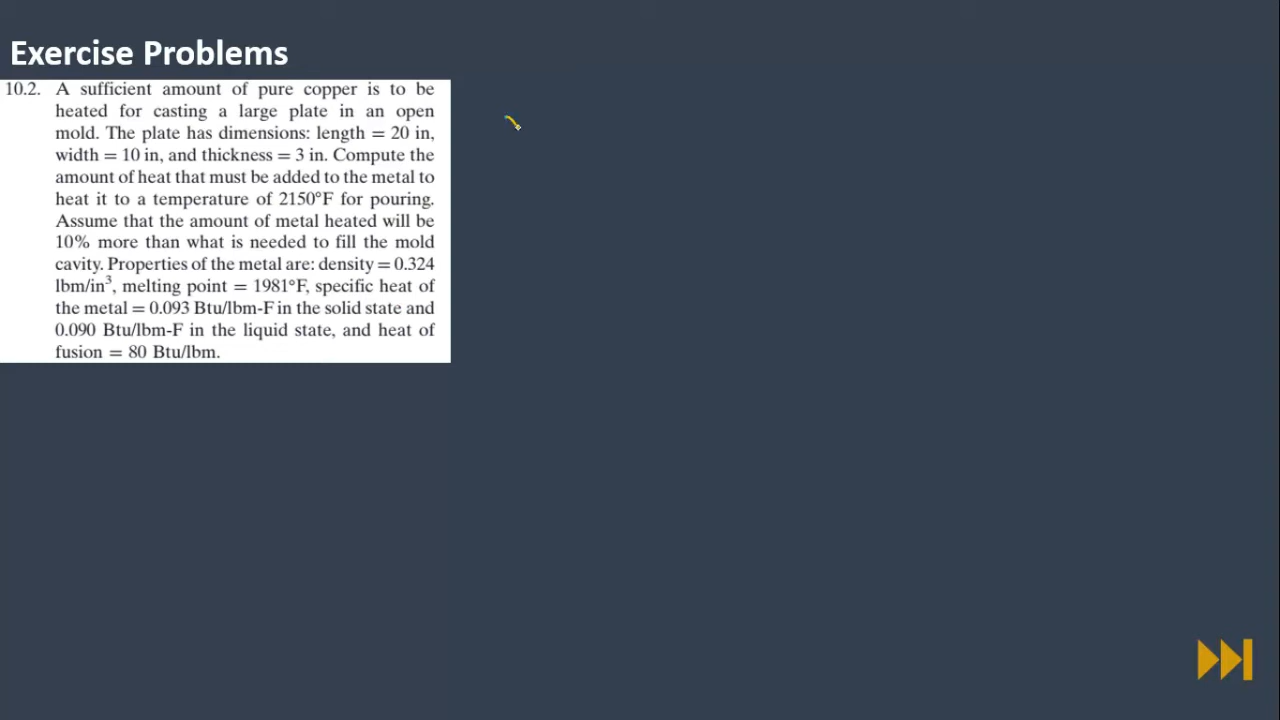 Exercise Problems
10.2. A sufficient amount of pure copper is to be
heated for casting a large plate in an open
mold. The plate has dimensions: length = 20 in,
width = 10 in, and thickness = 3 in. Compute the
amount of heat that must be added to the metal to
heat it to a temperature of 2150°F for pouring.
Assume that the amount of metal heated will be
10% more than what is needed to fill the mold
cavity. Properties of the metal are: density = 0.324
lbm/in³, melting point = 1981°F, specific heat of
the metal = 0.093 Btu/lbm-F in the solid state and
0.090 Btu/lbm-F in the liquid state, and heat of
fusion = 80 Btu/lbm.